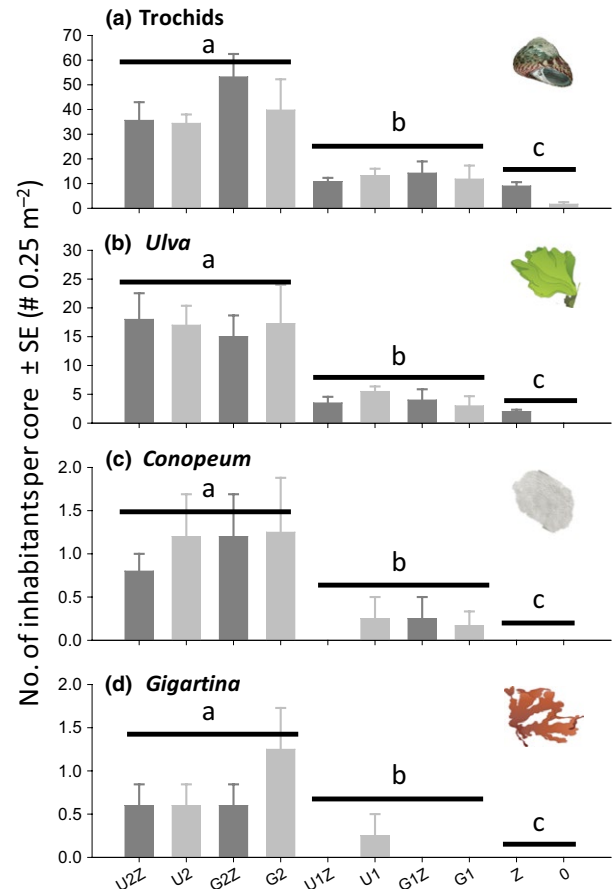 (a) Trochids
70
60
50
40
30
20
10
0
a
b
c
(b) Ulva
30
25
20
15
10
5
0
a
b
c
(c) Conopeum
2.0
1.5
1.0
0.5
0.0
a
b
c
(d) Gigartina
2.0
1.5
1.0
0.5
0.0
a
b
c
U2Z U2 G2Z G2 U1Z U1 G1Z G1 Z 0
No. of inhabitantsper core ± SE (# 0.25 m⁻²)